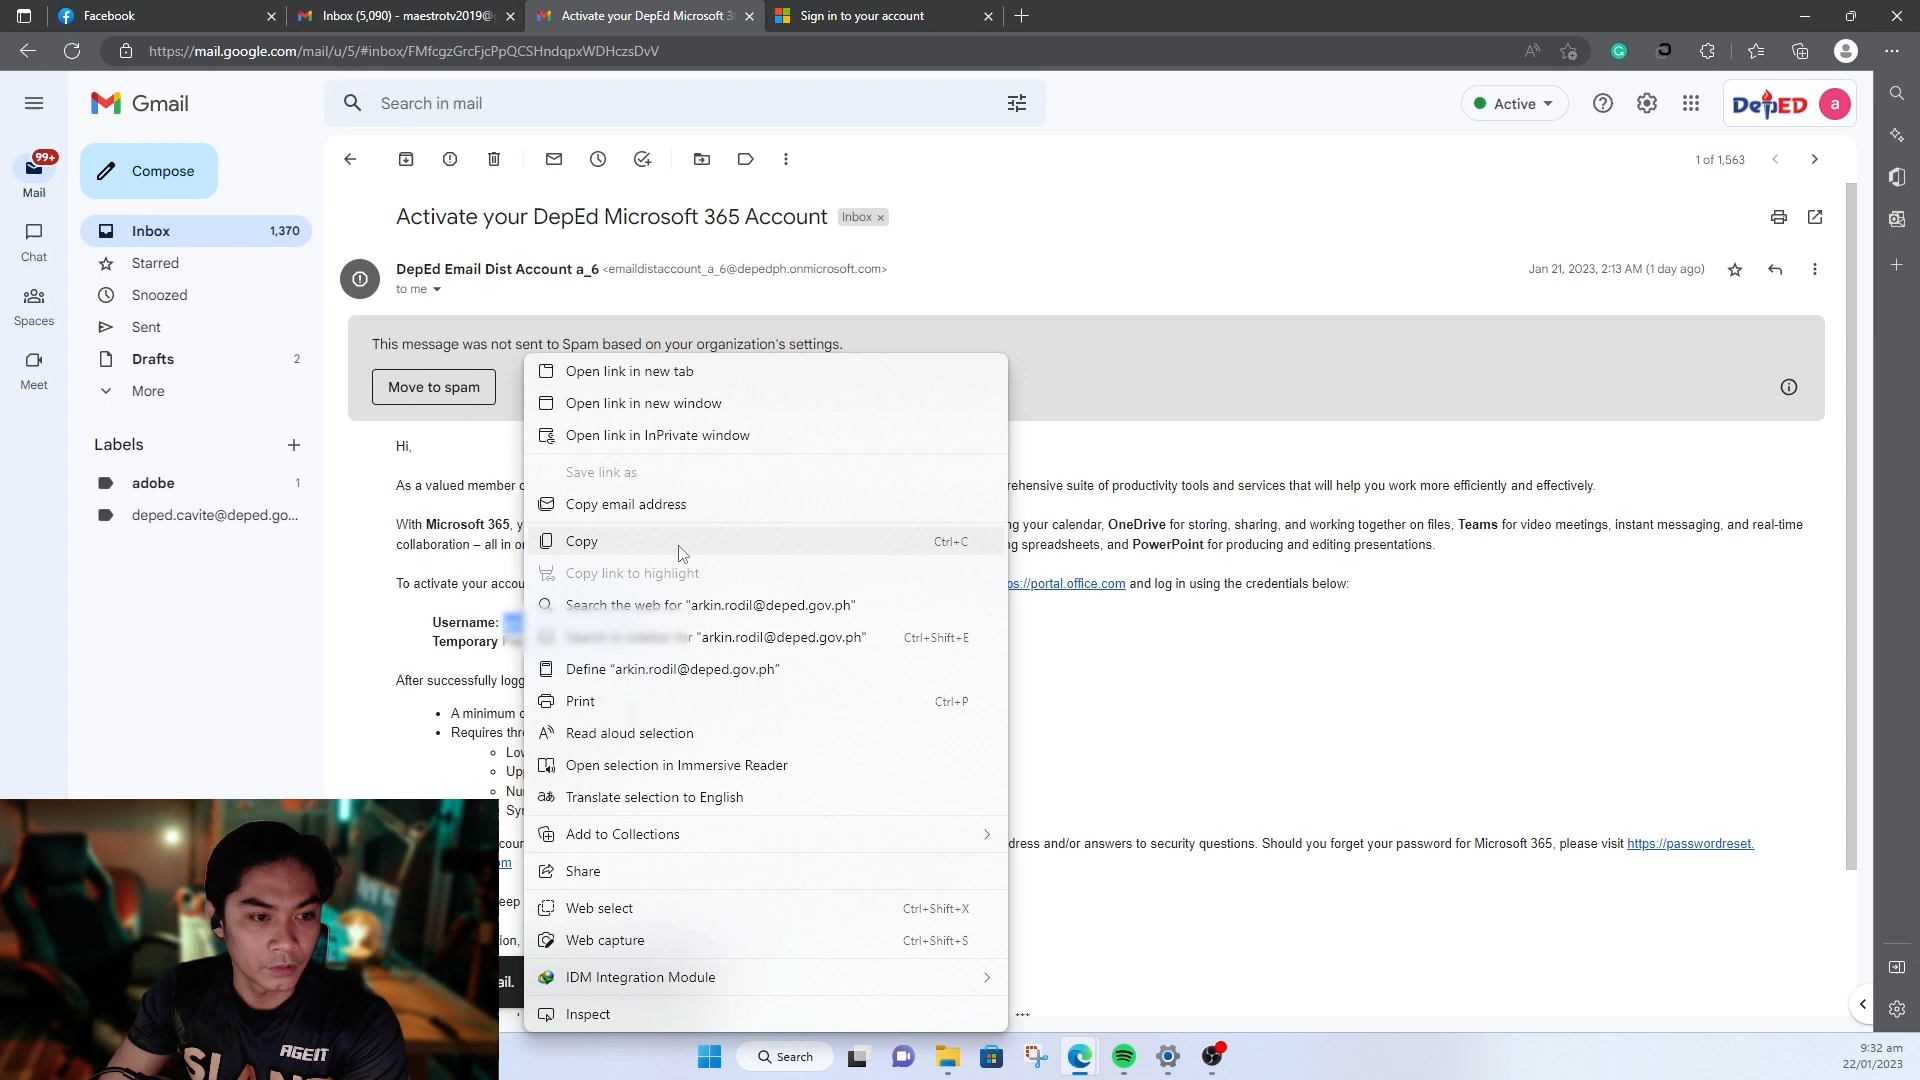 Facebook
Inbox (5,090) - maestrotv2019@
Activate your DepEd Microsoft 3
Sign in to your account
https://mail.google.com/mail/u/5/#inbox/FMfcgzGrcFjcPpQCSHndqpxWDHczsDvV
Gmail
Search in mail
Active
DepED
a
99+
Mail
Chat
Spaces
Meet
Compose
Inbox 1,370
Starred
Snoozed
Sent
Drafts 2
More
Labels
adobe 1
deped.cavite@deped.go...
1 of 1,563
Activate your DepEd Microsoft 365 Account
Inbox ×
DepEd Email Dist Account a_6 <emaildistaccount_a_6@depedph.onmicrosoft.com>
Jan 21, 2023, 2:13 AM (1 day ago)
to me
This message was not sent to Spam based on your organization's settings.
Move to spam
Hi,
As a valued member
rehensive suite of productivity tools and services that will help you work more efficiently and effectively.
With Microsoft 365, y
ng your calendar, OneDrive for storing, sharing, and working together on files, Teams for video meetings, instant messaging, and real-time
collaboration – all in o
g spreadsheets, and PowerPoint for producing and editing presentations.
To activate your accou
ps://portal.office.com and log in using the credentials below:
Username:
Temporary
After successfully logg
A minimum
Requires thr
Lo
Up
Nu
Sy
cour
dress and/or answers to security questions. Should you forget your password for Microsoft 365, please visit https://passwordreset.
om
eep
ion,
ail.
Open link in new tab
Open link in new window
Open link in InPrivate window
Save link as
Copy email address
Copy Ctrl+C
Copy link to highlight
Search the web for "arkin.rodil@deped.gov.ph"
"arkin.rodil@deped.gov.ph" Ctrl+Shift+E
Define "arkin.rodil@deped.gov.ph"
Print Ctrl+P
Read aloud selection
Open selection in Immersive Reader
Translate selection to English
Add to Collections
Share
Web select Ctrl+Shift+X
Web capture Ctrl+Shift+S
IDM Integration Module
Inspect
AGEIT
SLAND
Search
9:32 am
22/01/2023